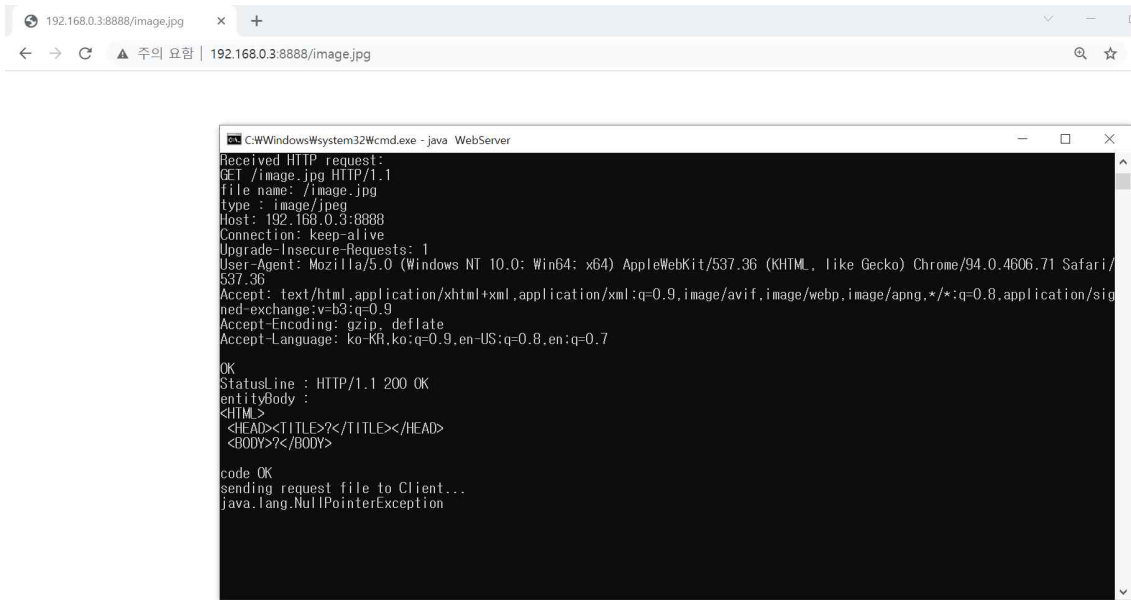 192.168.0.3:8888/image.jpg
주의 요함 | 192.168.0.3:8888/image.jpg
C:₩Windows₩system32₩cmd.exe - java WebServer
Received HTTP request:
GET /image.jpg HTTP/1.1
file name: /image.jpg
type : image/jpeg
Host: 192.168.0.3:8888
Connection: keep-alive
Upgrade-Insecure-Requests: 1
User-Agent: Mozilla/5.0 (Windows NT 10.0; Win64; x64) AppleWebKit/537.36 (KHTML, like Gecko) Chrome/94.0.4606.71 Safari/
537.36
Accept: text/html,application/xhtml+xml,application/xml;q=0.9,image/avif,image/webp,image/apng,*/*;q=0.8,application/sig
ned-exchange;v=b3;q=0.9
Accept-Encoding: gzip, deflate
Accept-Language: ko-KR,ko;q=0.9,en-US;q=0.8,en;q=0.7
OK
StatusLine : HTTP/1.1 200 OK
entityBody :
<HTML>
<HEAD><TITLE>?</TITLE></HEAD>
<BODY>?</BODY>
code OK
sending request file to Client...
java.lang.NullPointerException